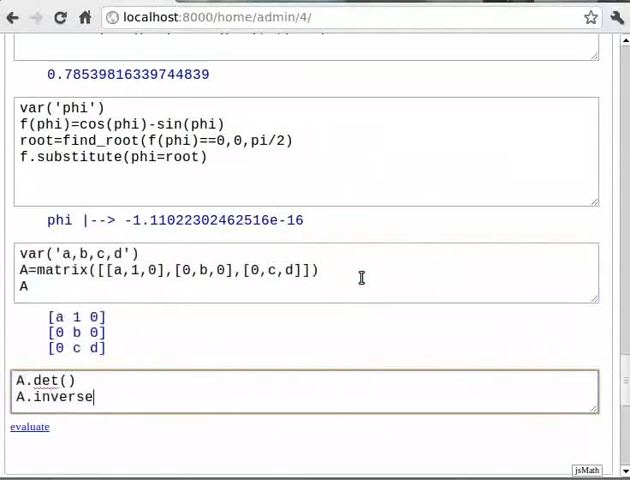 localhost:8000/home/admin/4/
0.78539816339744839
var('phi')
f(phi)=cos(phi)-sin(phi)
root=find_root(f(phi)==0,0,pi/2)
f.substitute(phi=root)
phi |--> -1.11022302462516e-16
var('a,b,c,d')
A=matrix([[a,1,0],[0,b,0],[0,c,d]])
A
[a 1 0]
[0 b 0]
[0 c d]
A.det()
A.inverse
evaluate
jsMath